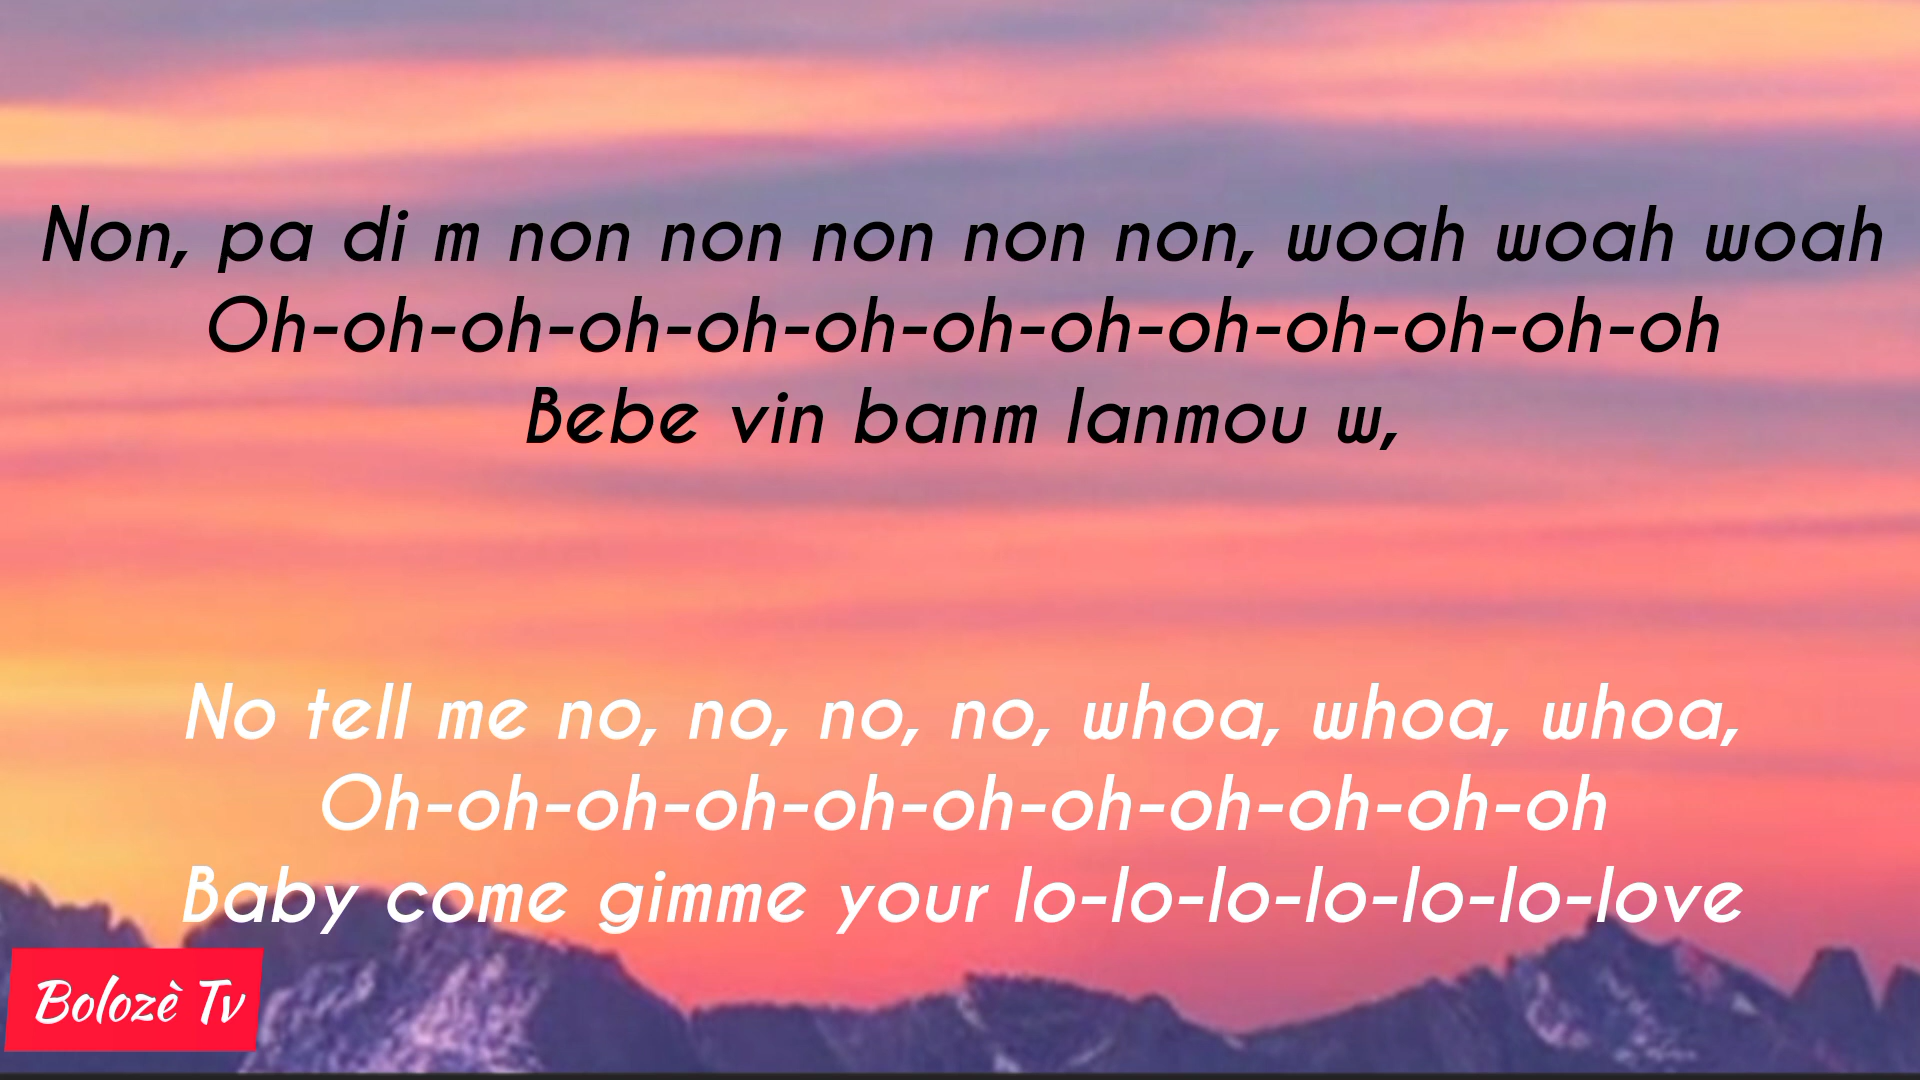 Non, pa di m non non non non non, woah woah woah
Oh-oh-oh-oh-oh-oh-oh-oh-oh-oh-oh-oh-oh
Bebe vin banm lanmou w,
No tell me no, no, no, no, whoa, whoa, whoa,
Oh-oh-oh-oh-oh-oh-oh-oh-oh-oh-oh
Baby come gimme your lo-lo-lo-lo-lo-lo-love
Bolozè Tv